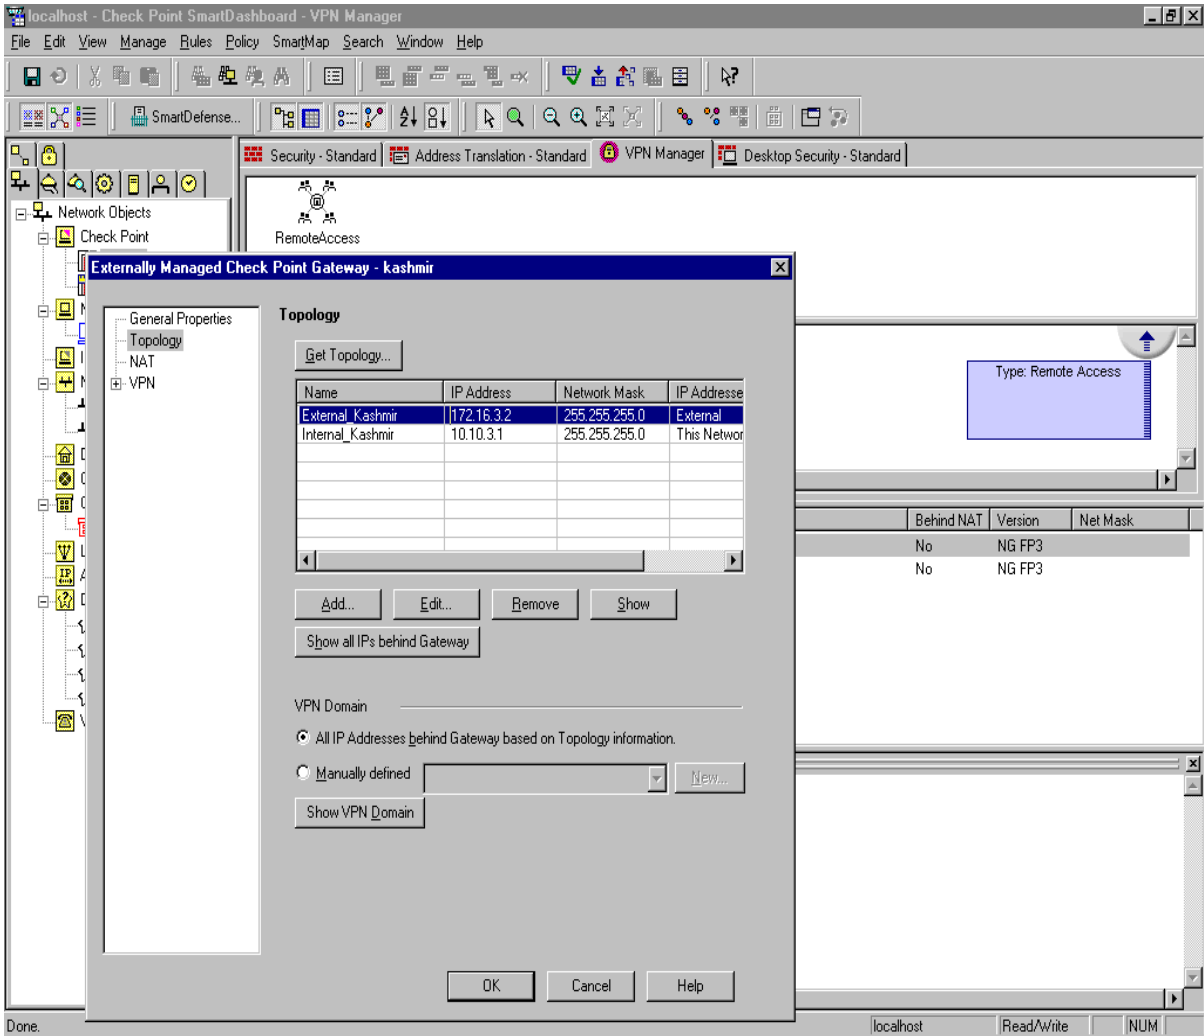 localhost - Check Point SmartDashboard - VPN Manager
File Edit View Manage Rules Policy SmartMap Search Window Help
SmartDefense...
Security - Standard Address Translation - Standard VPN Manager Desktop Security - Standard
Network Objects
Check Point
RemoteAccess
Externally Managed Check Point Gateway - kashmir
General Properties
Topology
NAT
VPN
Topology
Get Topology...
Name IP Address Network Mask IP Addresse
External_Kashmir 172.16.3.2 255.255.255.0 External
Internal_Kashmir 10.10.3.1 255.255.255.0 This Networ
Add... Edit... Remove Show
Show all IPs behind Gateway
VPN Domain
All IP Addresses behind Gateway based on Topology information.
Manually defined New...
Show VPN Domain
OK Cancel Help
Type: Remote Access
Behind NAT Version Net Mask
No NG FP3
No NG FP3
Done. localhost Read/Write NUM